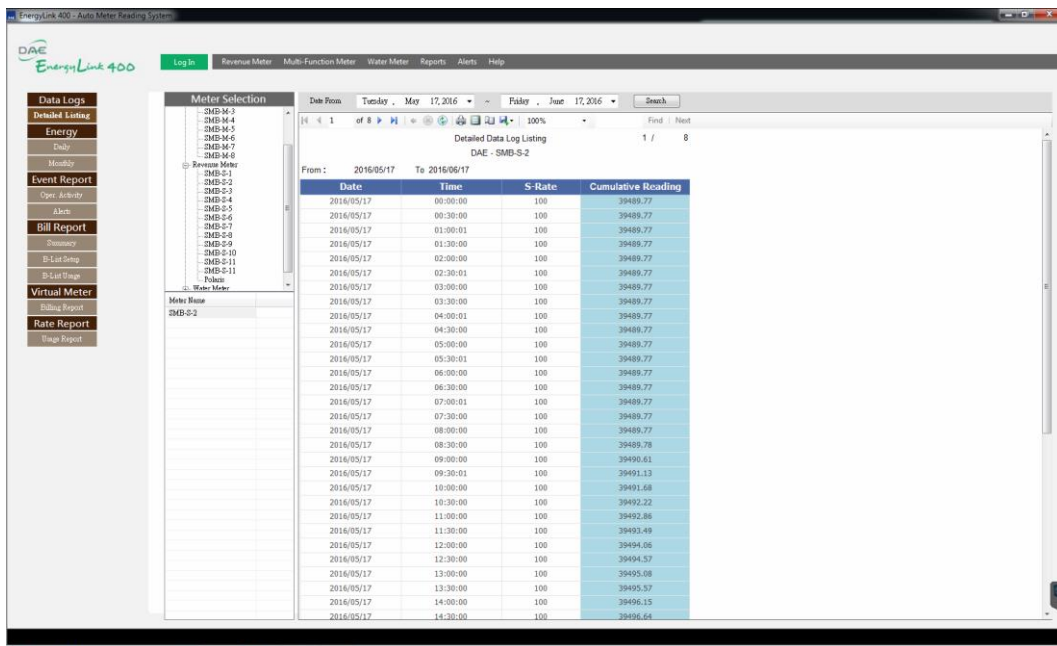 EnergyLink 400 - Auto Meter Reading System
DAE
EnergyLink 400
Log In Revenue Meter Multi-Function Meter Water Meter Reports Alerts Help
Data Logs
Detailed Listing
Energy
Daily
Monthly
Event Report
Oper. Activity
Alerts
Bill Report
Summary
B-List Setup
B-List Usage
Virtual Meter
Billing Report
Rate Report
Usage Report
Meter Selection
SMB-M-3
SMB-M-4
SMB-M-5
SMB-M-6
SMB-M-7
SMB-M-8
Revenue Meter
SMB-S-1
SMB-S-2
SMB-S-3
SMB-S-4
SMB-S-5
SMB-S-6
SMB-S-7
SMB-S-8
SMB-S-9
SMB-S-10
SMB-S-11
SMB-S-11
Polaris
Water Meter
Meter Name
SMB-S-2
Date From Tuesday , May 17, 2016 ~ Friday , June 17, 2016 Search
1 of 8 100% Find | Next
Detailed Data Log Listing 1 / 8
DAE - SMB-S-2
From : 2016/05/17 To 2016/06/17
Date Time S-Rate Cumulative Reading
2016/05/17 00:00:00 100 39489.77
2016/05/17 00:30:00 100 39489.77
2016/05/17 01:00:01 100 39489.77
2016/05/17 01:30:00 100 39489.77
2016/05/17 02:00:00 100 39489.77
2016/05/17 02:30:01 100 39489.77
2016/05/17 03:00:00 100 39489.77
2016/05/17 03:30:00 100 39489.77
2016/05/17 04:00:01 100 39489.77
2016/05/17 04:30:00 100 39489.77
2016/05/17 05:00:00 100 39489.77
2016/05/17 05:30:01 100 39489.77
2016/05/17 06:00:00 100 39489.77
2016/05/17 06:30:00 100 39489.77
2016/05/17 07:00:01 100 39489.77
2016/05/17 07:30:00 100 39489.77
2016/05/17 08:00:00 100 39489.77
2016/05/17 08:30:00 100 39489.78
2016/05/17 09:00:00 100 39490.61
2016/05/17 09:30:01 100 39491.13
2016/05/17 10:00:00 100 39491.68
2016/05/17 10:30:00 100 39492.22
2016/05/17 11:00:00 100 39492.86
2016/05/17 11:30:00 100 39493.49
2016/05/17 12:00:00 100 39494.06
2016/05/17 12:30:00 100 39494.57
2016/05/17 13:00:00 100 39495.08
2016/05/17 13:30:00 100 39495.57
2016/05/17 14:00:00 100 39496.15
2016/05/17 14:30:00 100 39496.64